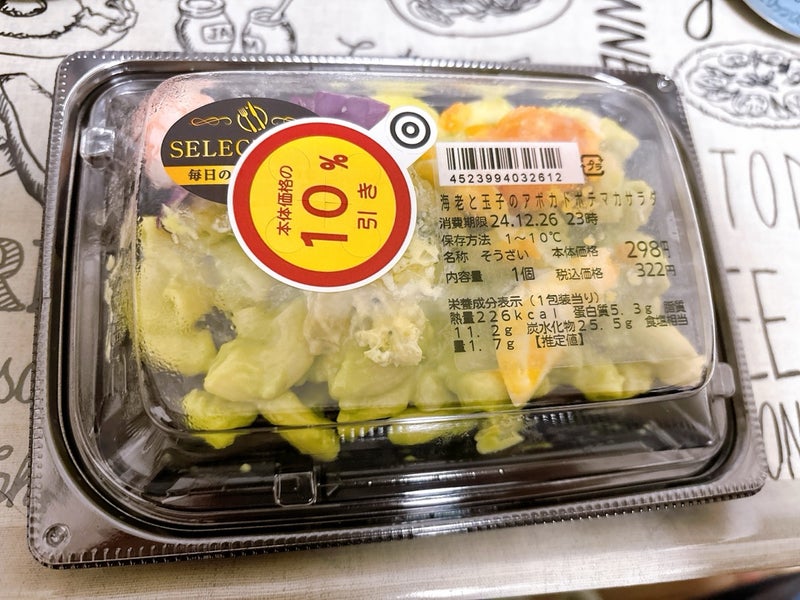 SELEC
毎日の
本体価格の
10%
引き
4523994032612
プラ
海老と玉子のアボカドポテマカサラダ
消費期限 24.12.26 23時
保存方法 1～10℃
名称 そうざい 本体価格 298円
内容量 1個 税込価格 322円
栄養成分表示(1包装当り)
熱量226kcal 蛋白質5.3g 脂質
11.2g 炭水化物25.5g 食塩相当
量1.7g 【推定値】
JA